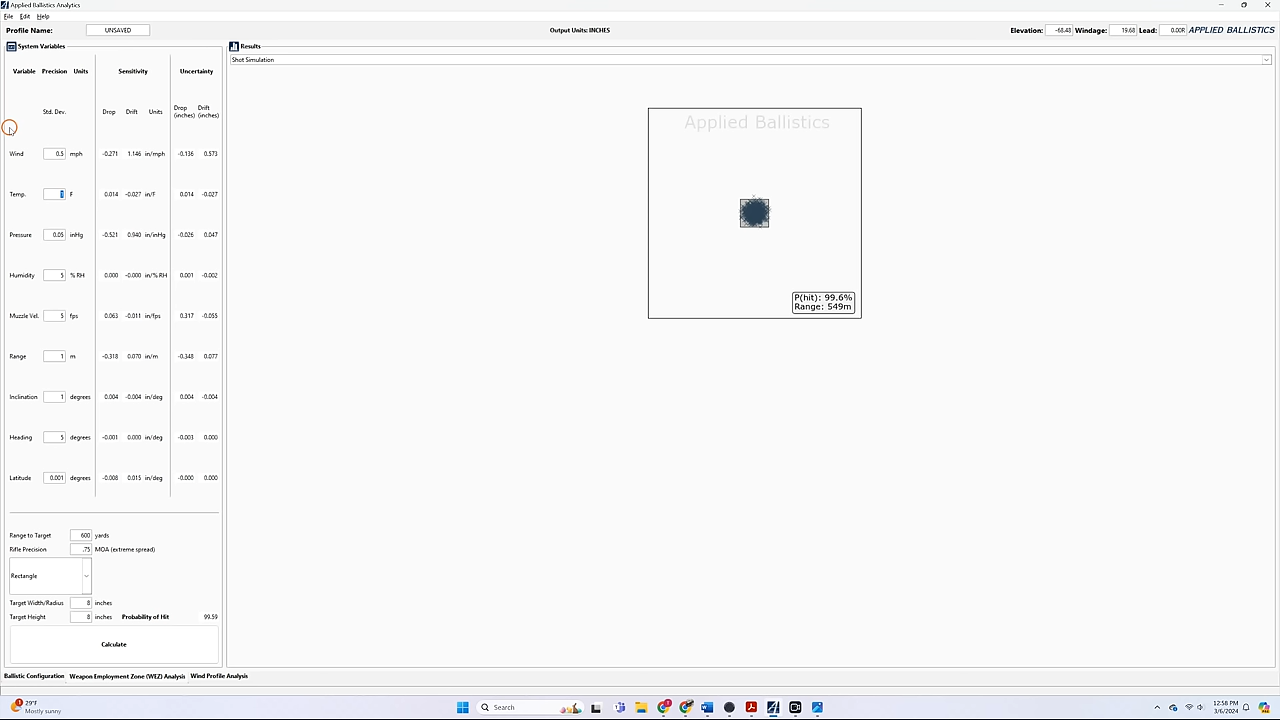 Applied Ballistics Analytics
File Edit Help
Profile Name: UNSAVED Output Units: INCHES Elevation: -68.48 Windage: 19.68 Lead: 0.00R APPLIED BALLISTICS
System Variables
Variable Precision Units Sensitivity Uncertainty
Std. Dev. Drop Drift Units Drop (inches) Drift (inches)
Wind 0.5 mph -0.271 1.146 in/mph -0.136 0.573
Temp. 1 F 0.014 -0.027 in/F 0.014 -0.027
Pressure 0.05 inHg -0.521 0.940 in/inHg -0.026 0.047
Humidity 5 % RH 0.000 -0.000 in/% RH 0.001 -0.002
Muzzle Vel. 5 fps 0.063 -0.011 in/fps 0.317 -0.055
Range 1 m -0.318 0.070 in/m -0.348 0.077
Inclination 1 degrees 0.004 -0.004 in/deg 0.004 -0.004
Heading 5 degrees -0.001 0.000 in/deg -0.003 0.000
Latitude 0.001 degrees -0.008 0.015 in/deg -0.000 0.000
Range to Target 600 yards
Rifle Precision .75 MOA (extreme spread)
Rectangle
Target Width/Radius 8 inches
Target Height 8 inches Probability of Hit 99.59
Calculate
Results
Shot Simulation
Applied Ballistics
P(hit): 99.6%
Range: 549m
Ballistic Configuration Weapon Employment Zone (WEZ) Analysis Wind Profile Analysis
1
29°F
Mostly sunny
Search
12:58 PM
3/6/2024